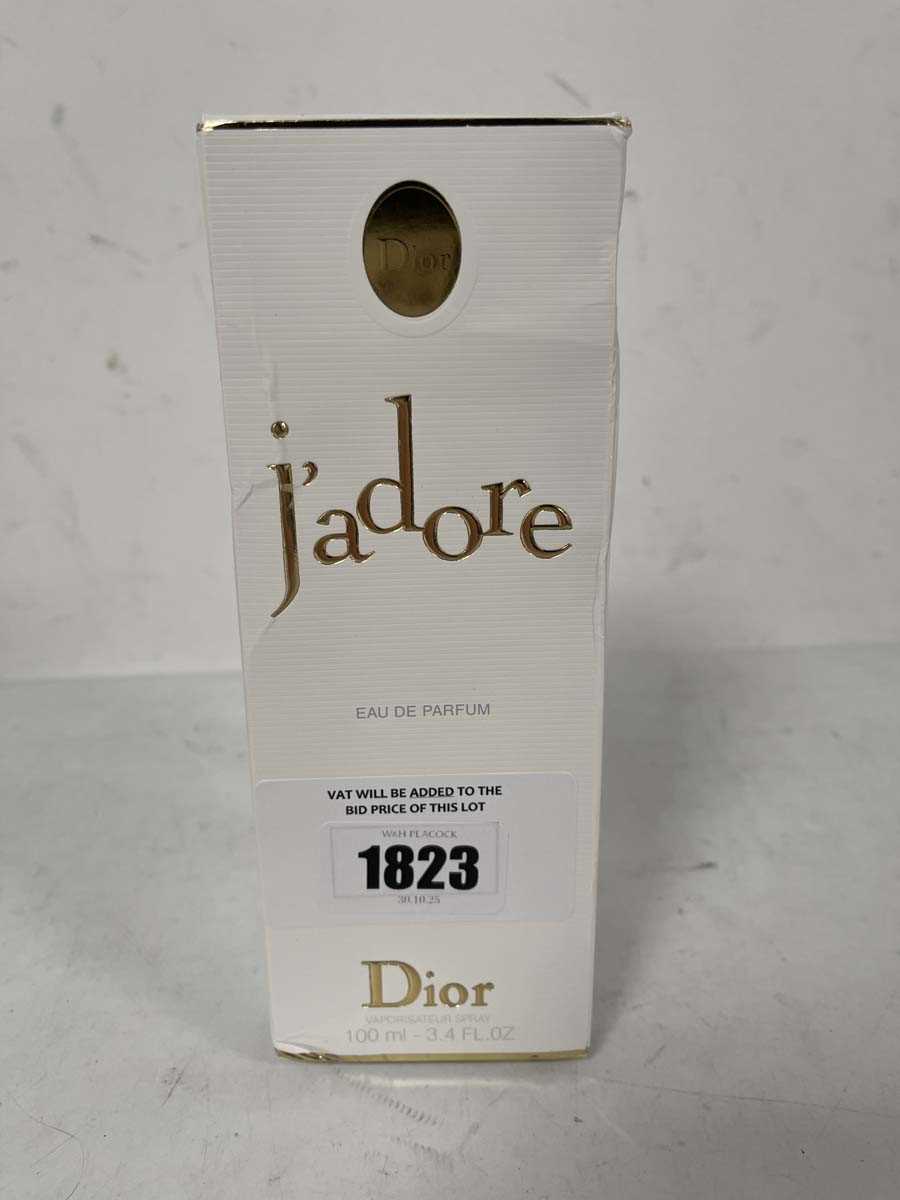 Dior
j'adore
EAU DE PARFUM
VAT WILL BE ADDED TO THE
BID PRICE OF THIS LOT
W&H PEACOCK
1823
30.10.25
Dior
VAPORISATEUR SPRAY
100 ml - 3.4 FL.OZ